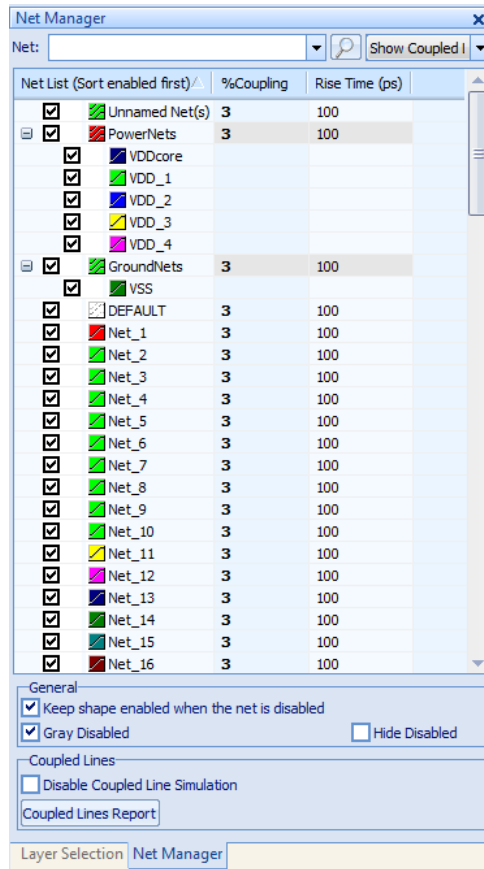 Net Manager
Net: Show Coupled l
Net List (Sort enabled first) %Coupling Rise Time (ps)
Unnamed Net(s) 3 100
PowerNets 3 100
VDDcore
VDD_1
VDD_2
VDD_3
VDD_4
GroundNets 3 100
VSS
DEFAULT 3 100
Net_1 3 100
Net_2 3 100
Net_3 3 100
Net_4 3 100
Net_5 3 100
Net_6 3 100
Net_7 3 100
Net_8 3 100
Net_9 3 100
Net_10 3 100
Net_11 3 100
Net_12 3 100
Net_13 3 100
Net_14 3 100
Net_15 3 100
Net_16 3 100
General
Keep shape enabled when the net is disabled
Gray Disabled Hide Disabled
Coupled Lines
Disable Coupled Line Simulation
Coupled Lines Report
Layer Selection Net Manager